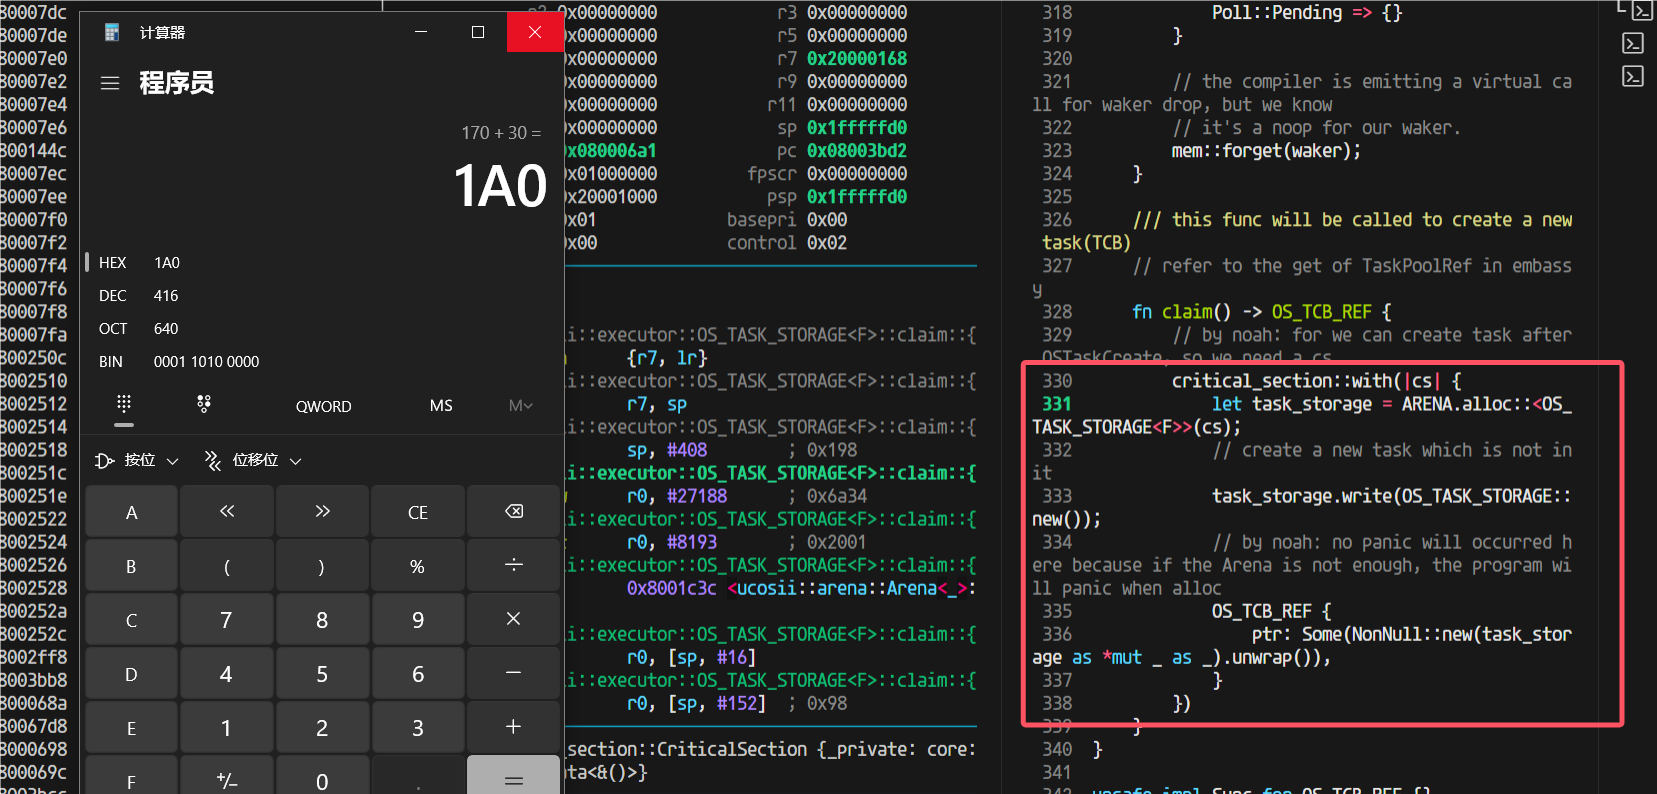 80007dc
80007de
80007e0
80007e2
80007e4
80007e6
800144c
80007ec
80007ee
80007f0
80007f2
80007f4
80007f6
80007f8
80007fa
800250c
8002510
8002512
8002514
8002518
800251c
800251e
8002522
8002524
8002526
8002528
800252a
800252c
8002ff8
8003bb8
800068a
80067d8
8000698
800069c
计算器
程序员
170 + 30 =
1A0
HEX 1A0
DEC 416
OCT 640
BIN 0001 1010 0000
QWORD MS M
按位 位移位
A << >> CE
B ( ) % ÷
C 7 8 9 ×
D 4 5 6 −
E 1 2 3 +
F +/− 0 . =
0x00000000 r3 0x00000000
0x00000000 r5 0x00000000
0x00000000 r7 0x20000168
0x00000000 r9 0x00000000
0x00000000 r11 0x00000000
0x00000000 sp 0x1fffffd0
0x080006a1 pc 0x08003bd2
0x01000000 fpscr 0x00000000
0x20001000 psp 0x1fffffd0
0x01 basepri 0x00
0x00 control 0x02
i::executor::OS_TASK_STORAGE<F>::claim::{
{r7, lr}
i::executor::OS_TASK_STORAGE<F>::claim::{
r7, sp
i::executor::OS_TASK_STORAGE<F>::claim::{
sp, #408 ; 0x198
i::executor::OS_TASK_STORAGE<F>::claim::{
r0, #27188 ; 0x6a34
i::executor::OS_TASK_STORAGE<F>::claim::{
r0, #8193 ; 0x2001
i::executor::OS_TASK_STORAGE<F>::claim::{
0x8001c3c <ucosii::arena::Arena<_>:
i::executor::OS_TASK_STORAGE<F>::claim::{
r0, [sp, #16]
i::executor::OS_TASK_STORAGE<F>::claim::{
r0, [sp, #152] ; 0x98
_section::CriticalSection {_private: core:
ta<&()>}
318 Poll::Pending => {}
319 }
320
321 // the compiler is emitting a virtual ca
ll for waker drop, but we know
322 // it's a noop for our waker.
323 mem::forget(waker);
324 }
325
326 /// this func will be called to create a new
task(TCB)
327 // refer to the get of TaskPoolRef in embass
y
328 fn claim() -> OS_TCB_REF {
329 // by noah: for we can create task after
OSTaskCreate, so we need a cs
330 critical_section::with(|cs| {
331 let task_storage = ARENA.alloc::<OS_
TASK_STORAGE<F>>(cs);
332 // create a new task which is not in
it
333 task_storage.write(OS_TASK_STORAGE::
new());
334 // by noah: no panic will occurred h
ere because if the Arena is not enough, the program wi
ll panic when alloc
335 OS_TCB_REF {
336 ptr: Some(NonNull::new(task_stor
age as *mut _ as _).unwrap()),
337 }
338 })
339 }
340 }
341
342 unsafe impl Sync for OS_TCB_REF {}